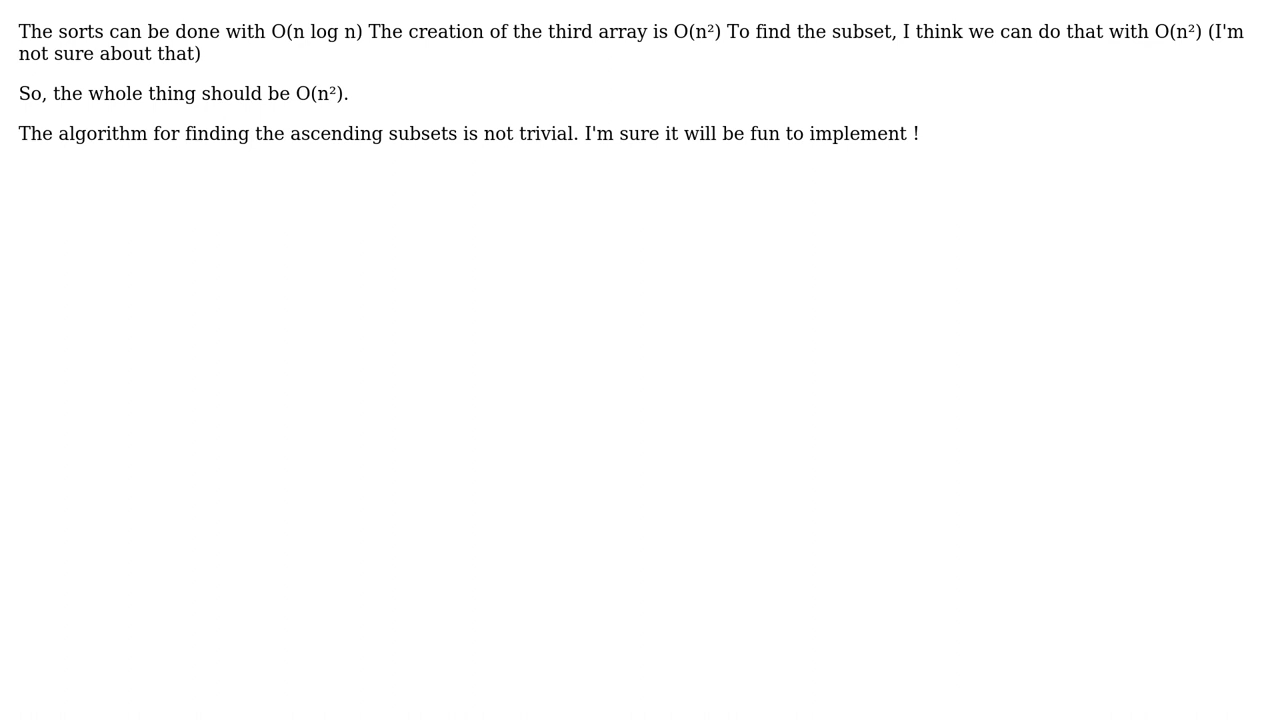 The sorts can be done with O(n log n) The creation of the third array is O(n²) To find the subset, I think we can do that with O(n²) (I'm
not sure about that)
So, the whole thing should be O(n²).
The algorithm for finding the ascending subsets is not trivial. I'm sure it will be fun to implement !